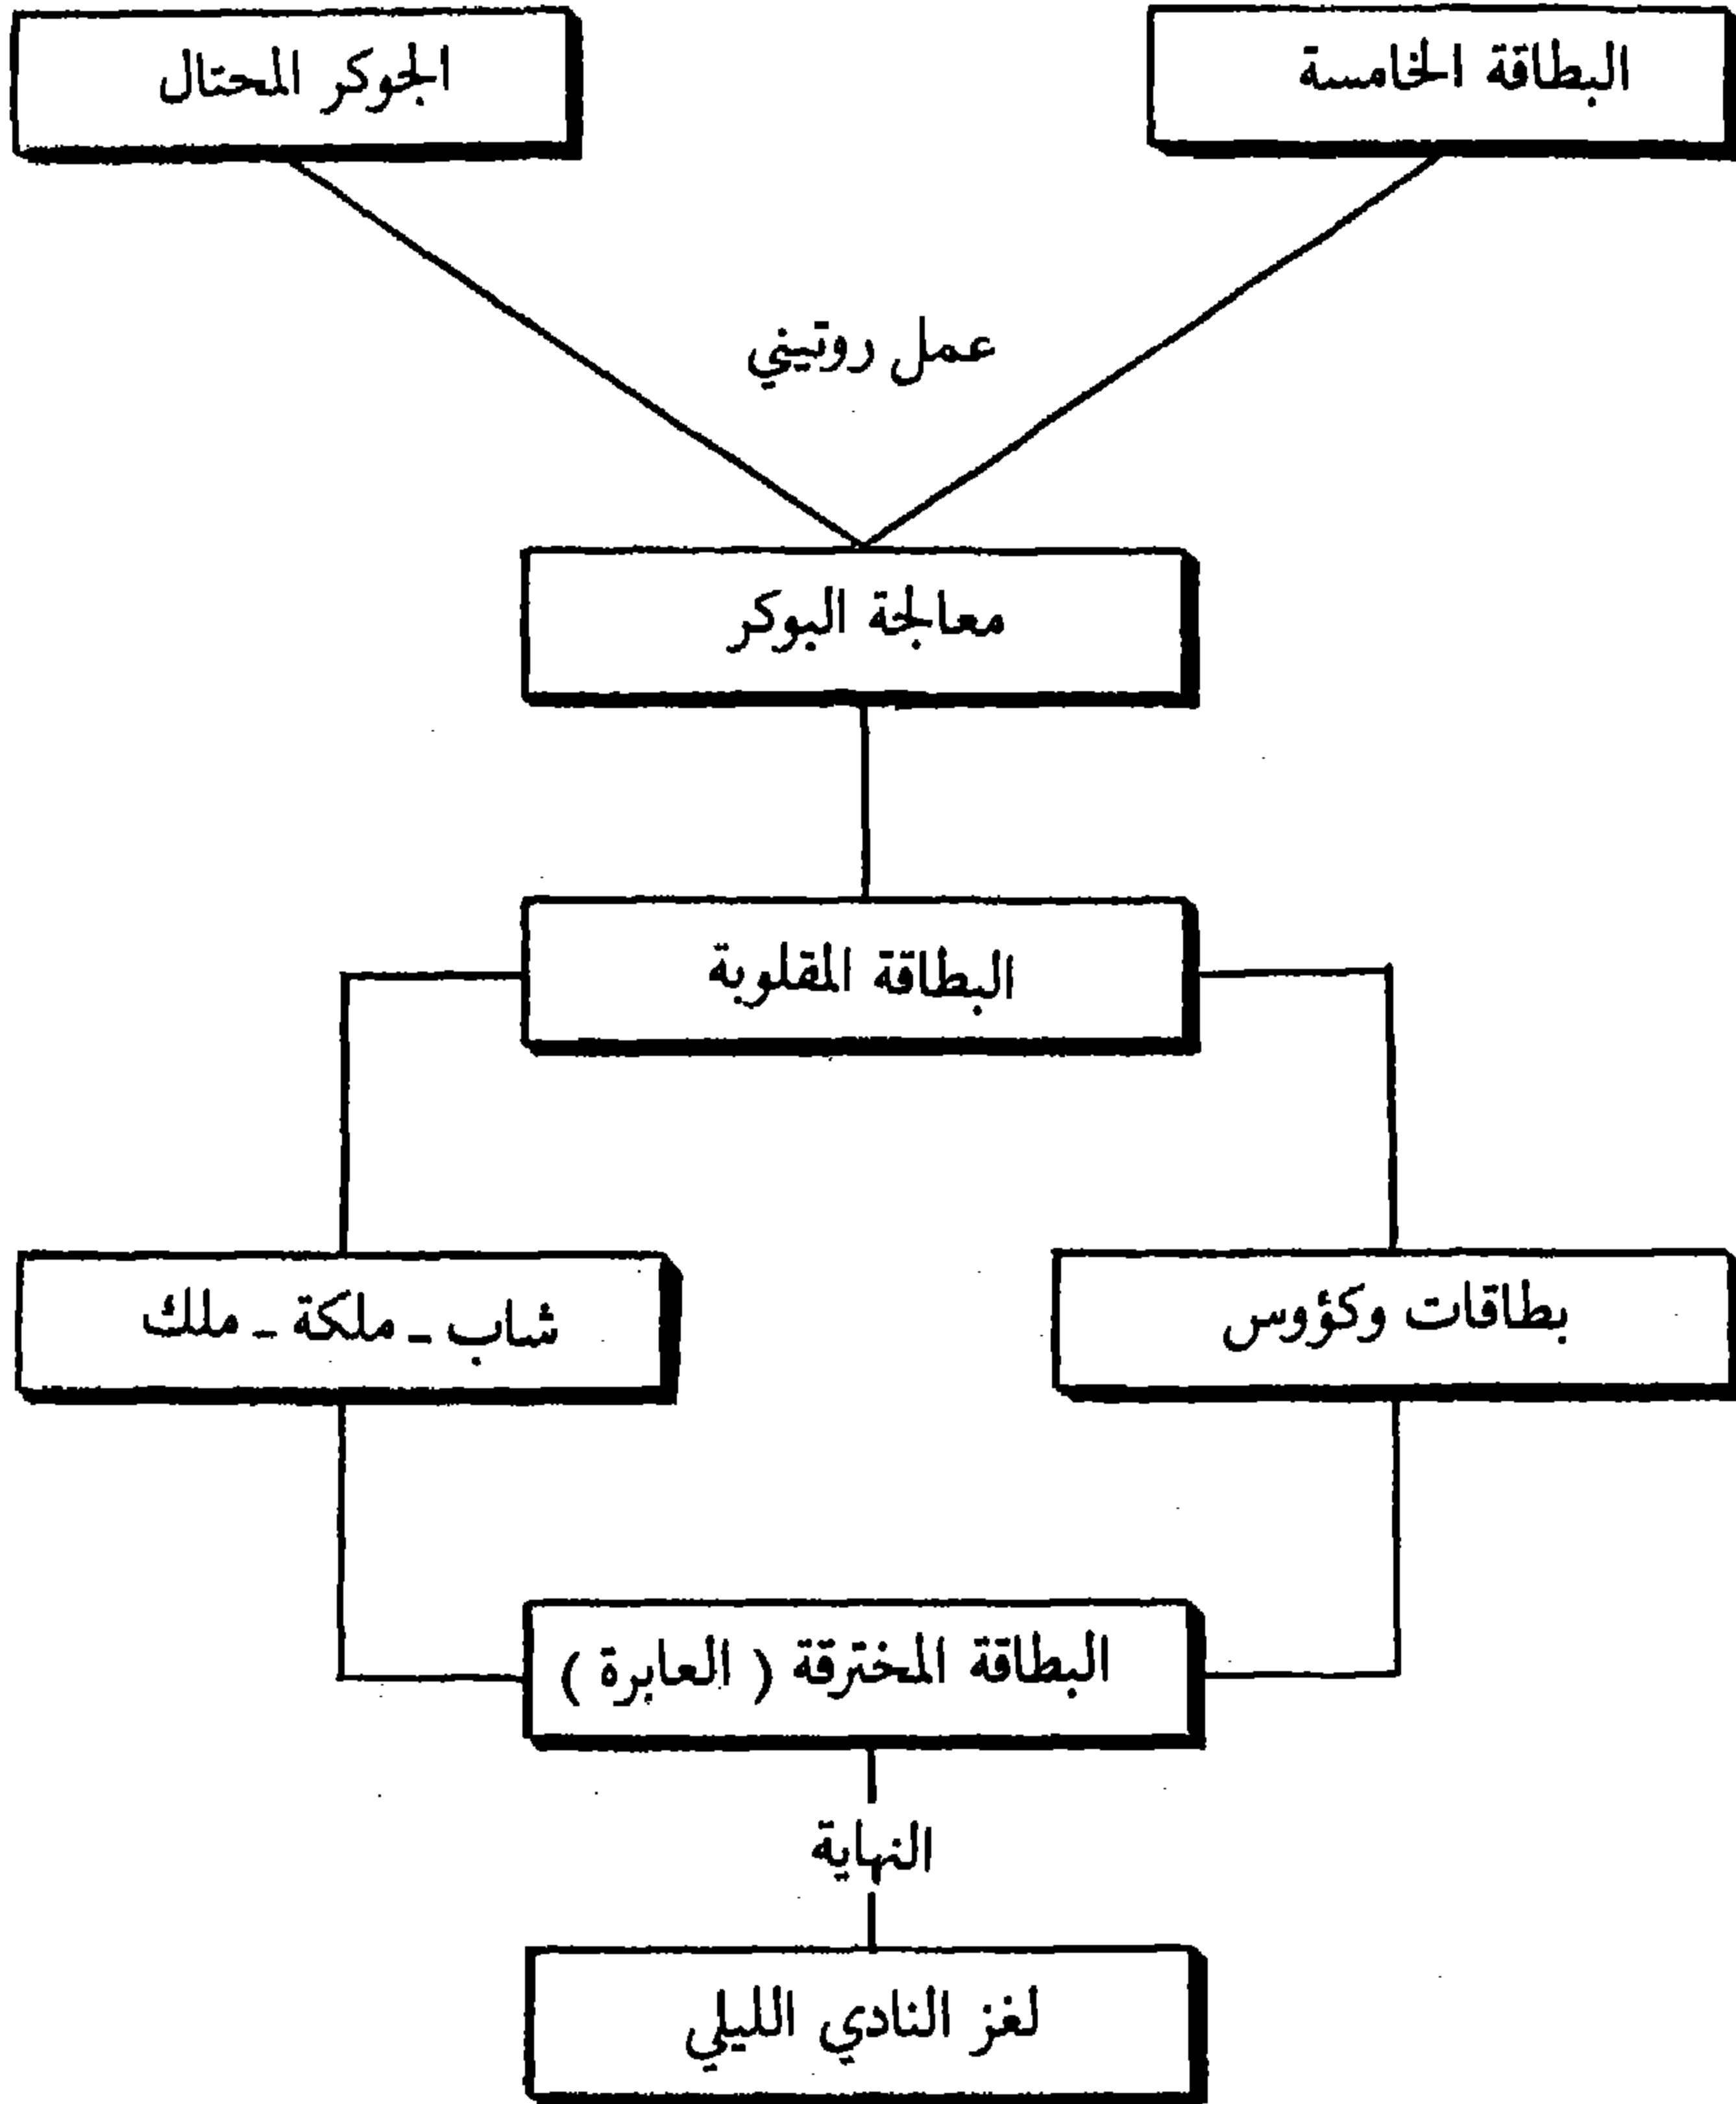 البطاقة الخامسة
الجوكر المحتال
عمل روتيني
معالجة البوكر
البطاقة المقلوبة
بطاقات وكؤوس
شاب - ملكة - ملك
البطاقة المخترقة ( العابرة )
النهاية
لغز النادي الليلي